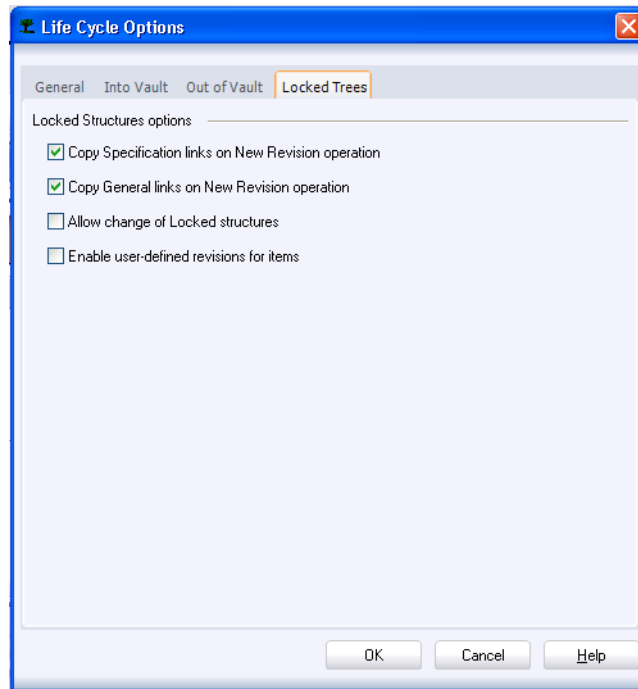 Life Cycle Options
General Into Vault Out of Vault Locked Trees
Locked Structures options
Copy Specification links on New Revision operation
Copy General links on New Revision operation
Allow change of Locked structures
Enable user-defined revisions for items
OK Cancel Help